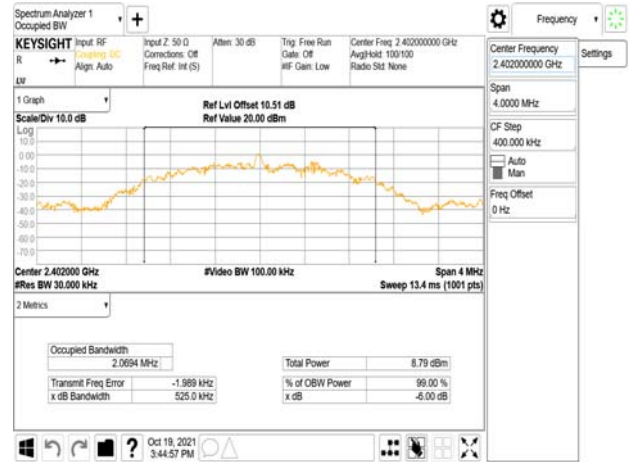 Spectrum Analyzer 1
Occupied BW
Frequency
KEYSIGHT
R
LU
Input: RF
Coupling: DC
Align: Auto
Input Z: 50 Ω
Corrections: Off
Freq Ref: Int (S)
Atten: 30 dB
Trig: Free Run
Gate: Off
#IF Gain: Low
Center Freq: 2.402000000 GHz
Avg|Hold: 100/100
Radio Std: None
Center Frequency
2.402000000 GHz
Settings
Span
4.0000 MHz
CF Step
400.000 kHz
Auto
Man
Freq Offset
0 Hz
1 Graph
Scale/Div 10.0 dB
Ref Lvl Offset 10.51 dB
Ref Value 20.00 dBm
Log
10.0
0.00
-10.0
-20.0
-30.0
-40.0
-50.0
-60.0
-70.0
Center 2.402000 GHz
#Res BW 30.000 kHz
#Video BW 100.00 kHz
Span 4 MHz
Sweep 13.4 ms (1001 pts)
2 Metrics
Occupied Bandwidth
2.0694 MHz
Transmit Freq Error -1.989 kHz
x dB Bandwidth 525.0 kHz
Total Power 8.79 dBm
% of OBW Power 99.00 %
x dB -6.00 dB
?
Oct 19, 2021
3:44:57 PM